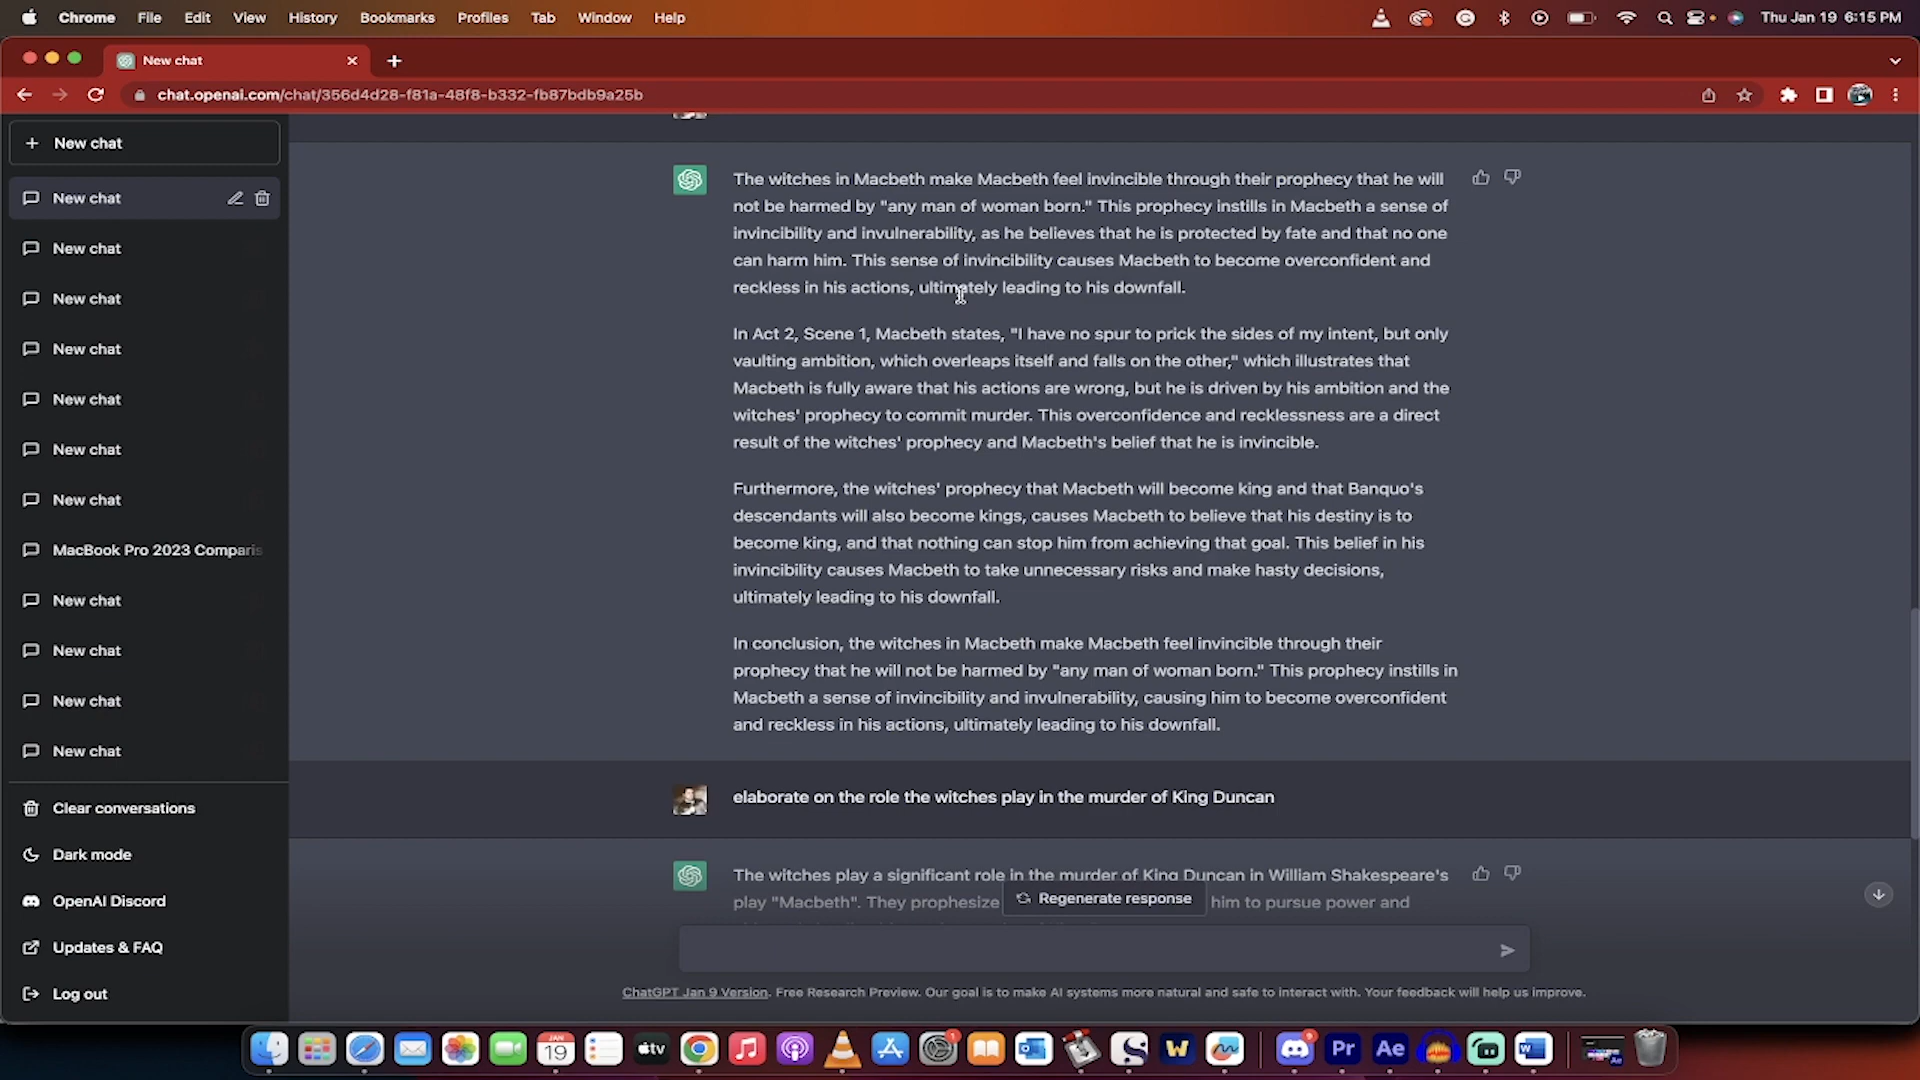 Chrome File Edit View History Bookmarks Profiles Tab Window Help Thu Jan 19 6:15 PM
New chat
chat.openai.com/chat/356d4d28-f81a-48f8-b332-fb87bdb9a25b
New chat
New chat
New chat
New chat
New chat
New chat
New chat
New chat
MacBook Pro 2023 Comparis
New chat
New chat
New chat
New chat
Clear conversations
Dark mode
OpenAI Discord
Updates & FAQ
Log out
The witches in Macbeth make Macbeth feel invincible through their prophecy that he will
not be harmed by "any man of woman born." This prophecy instills in Macbeth a sense of
invincibility and invulnerability, as he believes that he is protected by fate and that no one
can harm him. This sense of invincibility causes Macbeth to become overconfident and
reckless in his actions, ultimately leading to his downfall.
In Act 2, Scene 1, Macbeth states, "I have no spur to prick the sides of my intent, but only
vaulting ambition, which overleaps itself and falls on the other," which illustrates that
Macbeth is fully aware that his actions are wrong, but he is driven by his ambition and the
witches' prophecy to commit murder. This overconfidence and recklessness are a direct
result of the witches' prophecy and Macbeth's belief that he is invincible.
Furthermore, the witches' prophecy that Macbeth will become king and that Banquo's
descendants will also become kings, causes Macbeth to believe that his destiny is to
become king, and that nothing can stop him from achieving that goal. This belief in his
invincibility causes Macbeth to take unnecessary risks and make hasty decisions,
ultimately leading to his downfall.
In conclusion, the witches in Macbeth make Macbeth feel invincible through their
prophecy that he will not be harmed by "any man of woman born." This prophecy instills in
Macbeth a sense of invincibility and invulnerability, causing him to become overconfident
and reckless in his actions, ultimately leading to his downfall.
elaborate on the role the witches play in the murder of King Duncan
The witches play a significant role in the murder of King Duncan in William Shakespeare's
play "Macbeth". They prophesize him to pursue power and
Regenerate response
ChatGPT Jan 9 Version. Free Research Preview. Our goal is to make AI systems more natural and safe to interact with. Your feedback will help us improve.
JAN
19
tv
W
Pr
Ae
W